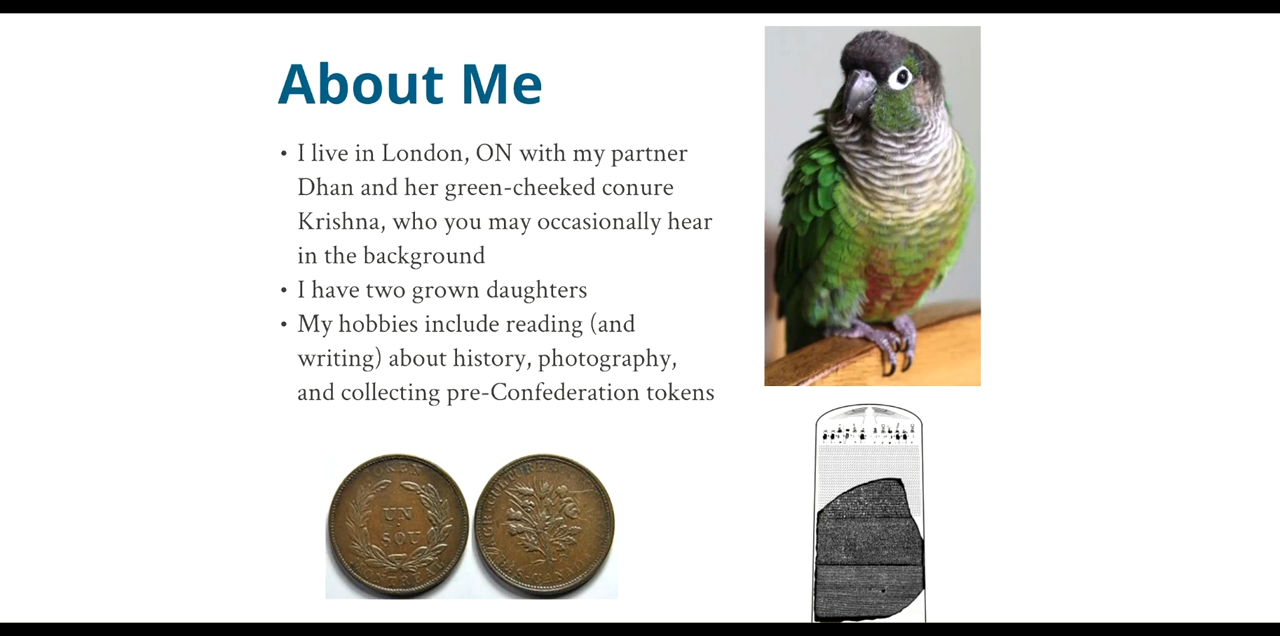 About Me
• I live in London, ON with my partner
Dhan and her green-cheeked conure
Krishna, who you may occasionally hear
in the background
• I have two grown daughters
• My hobbies include reading (and
writing) about history, photography,
and collecting pre-Confederation tokens
TOKEN
UN
SOU
AGRICULTURE